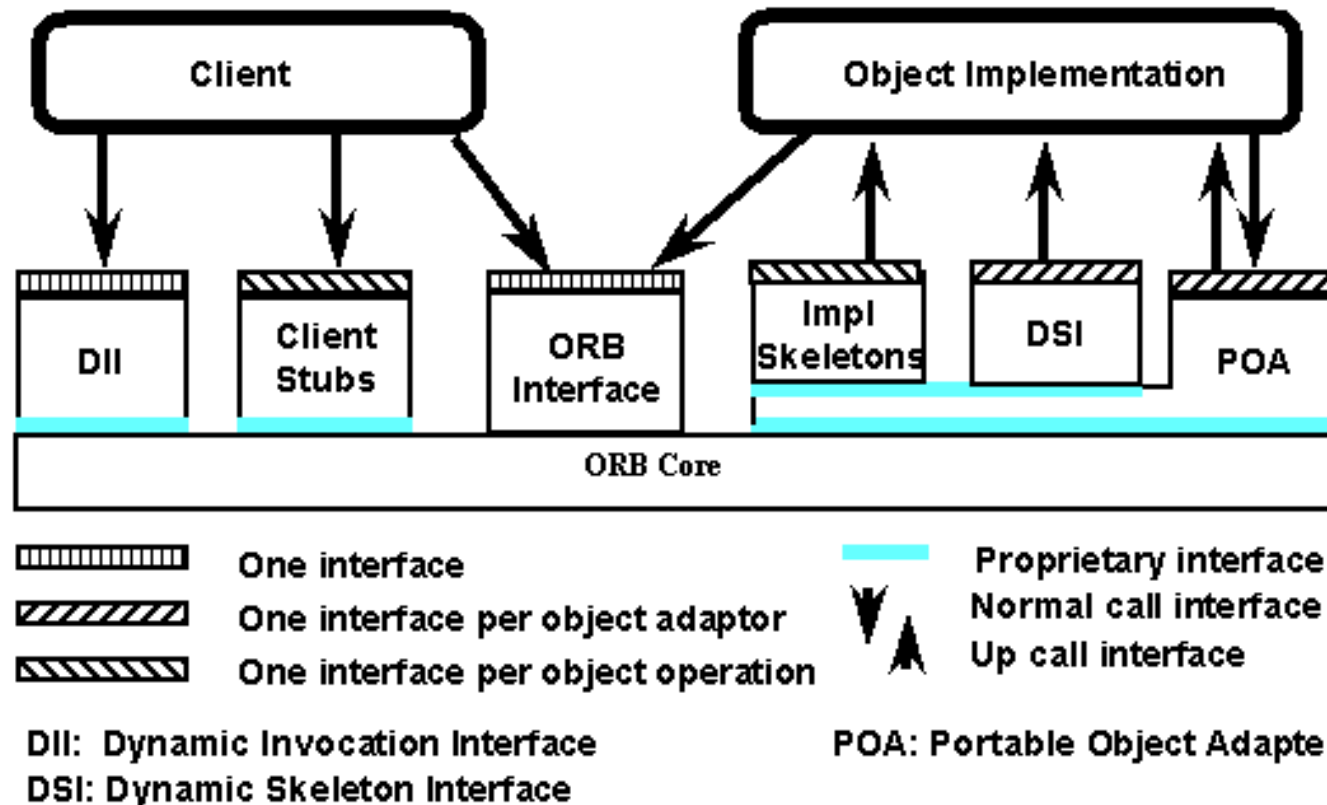 Client
Object Implementation
DII
Client
Stubs
ORB
Interface
Impl
Skeletons
DSI
POA
ORB Core
One interface
One interface per object adaptor
One interface per object operation
Proprietary interface
Normal call interface
Up call interface
DII: Dynamic Invocation Interface
DSI: Dynamic Skeleton Interface
POA: Portable Object Adapte